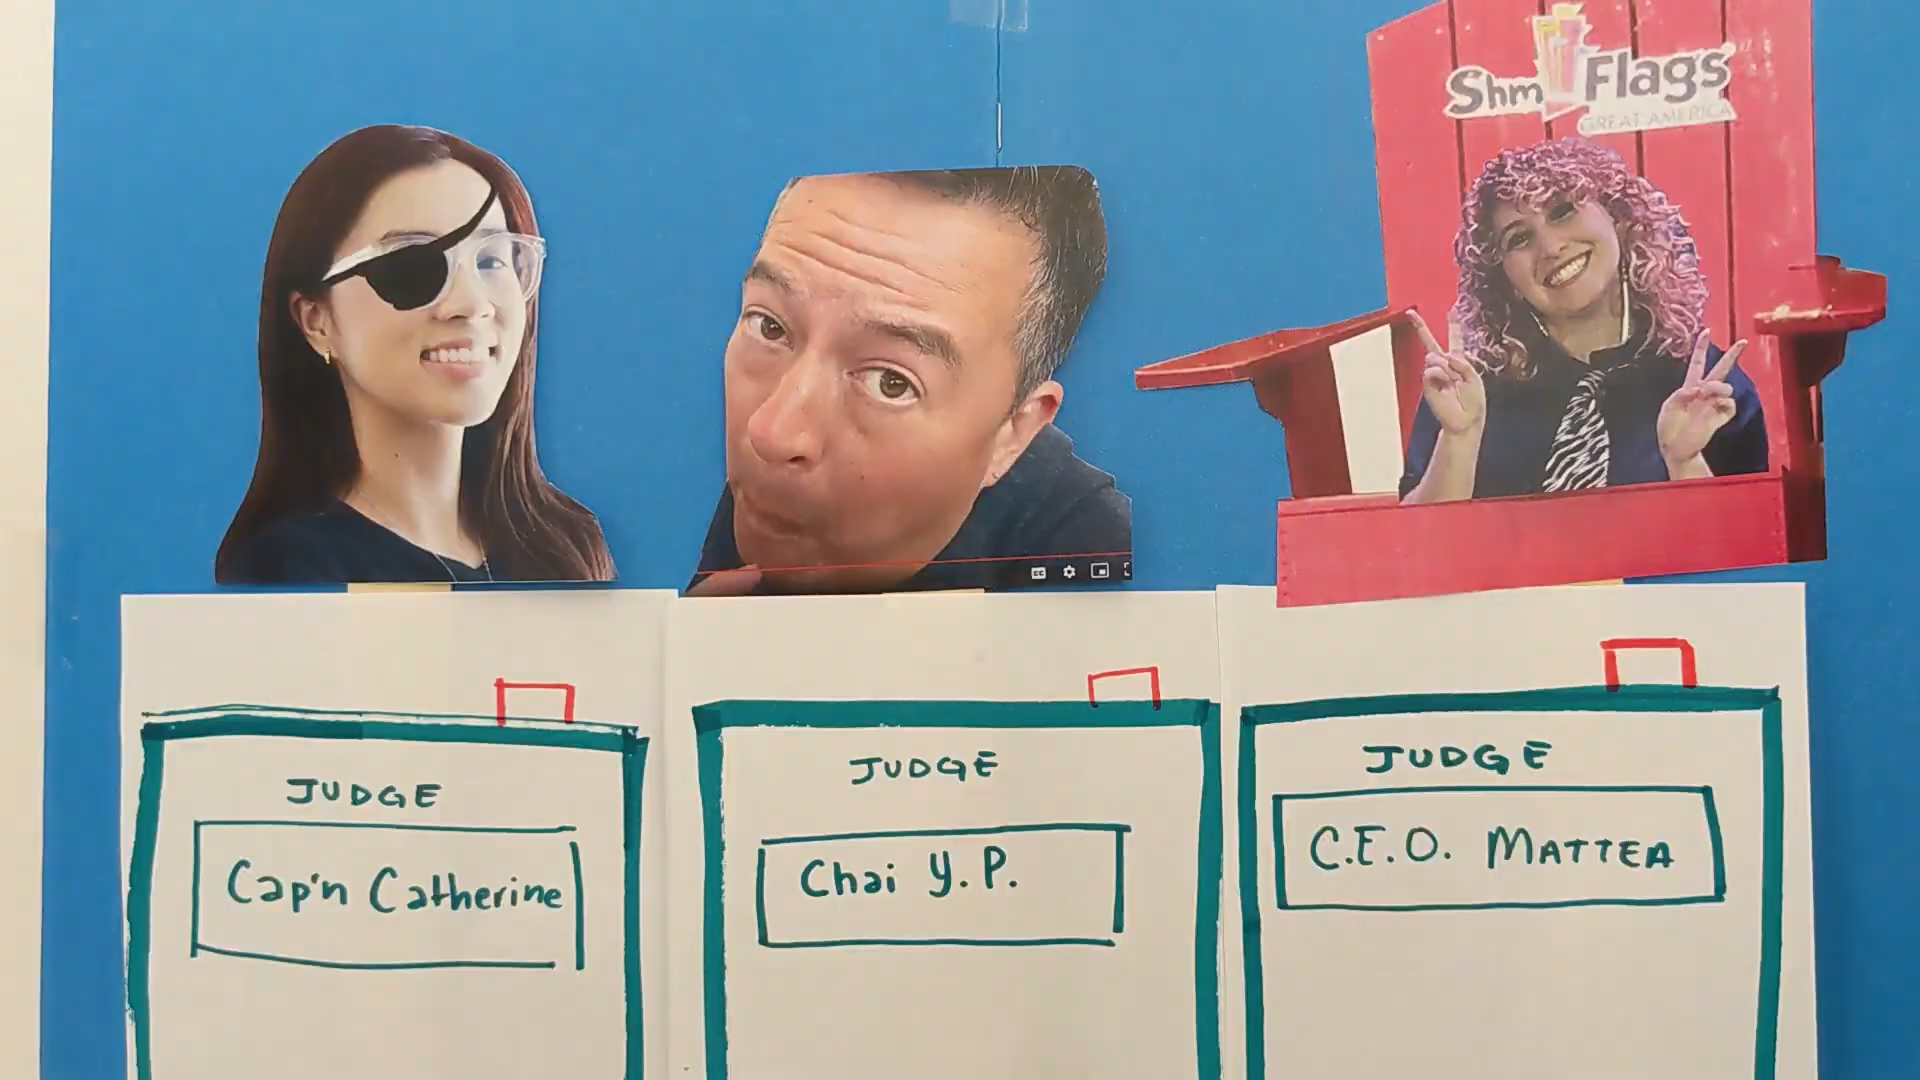 Shm Flags
GREAT AMERICA
JUDGE
Cap'n Catherine
JUDGE
Chai Y.P.
JUDGE
C.E.O. MATTEA